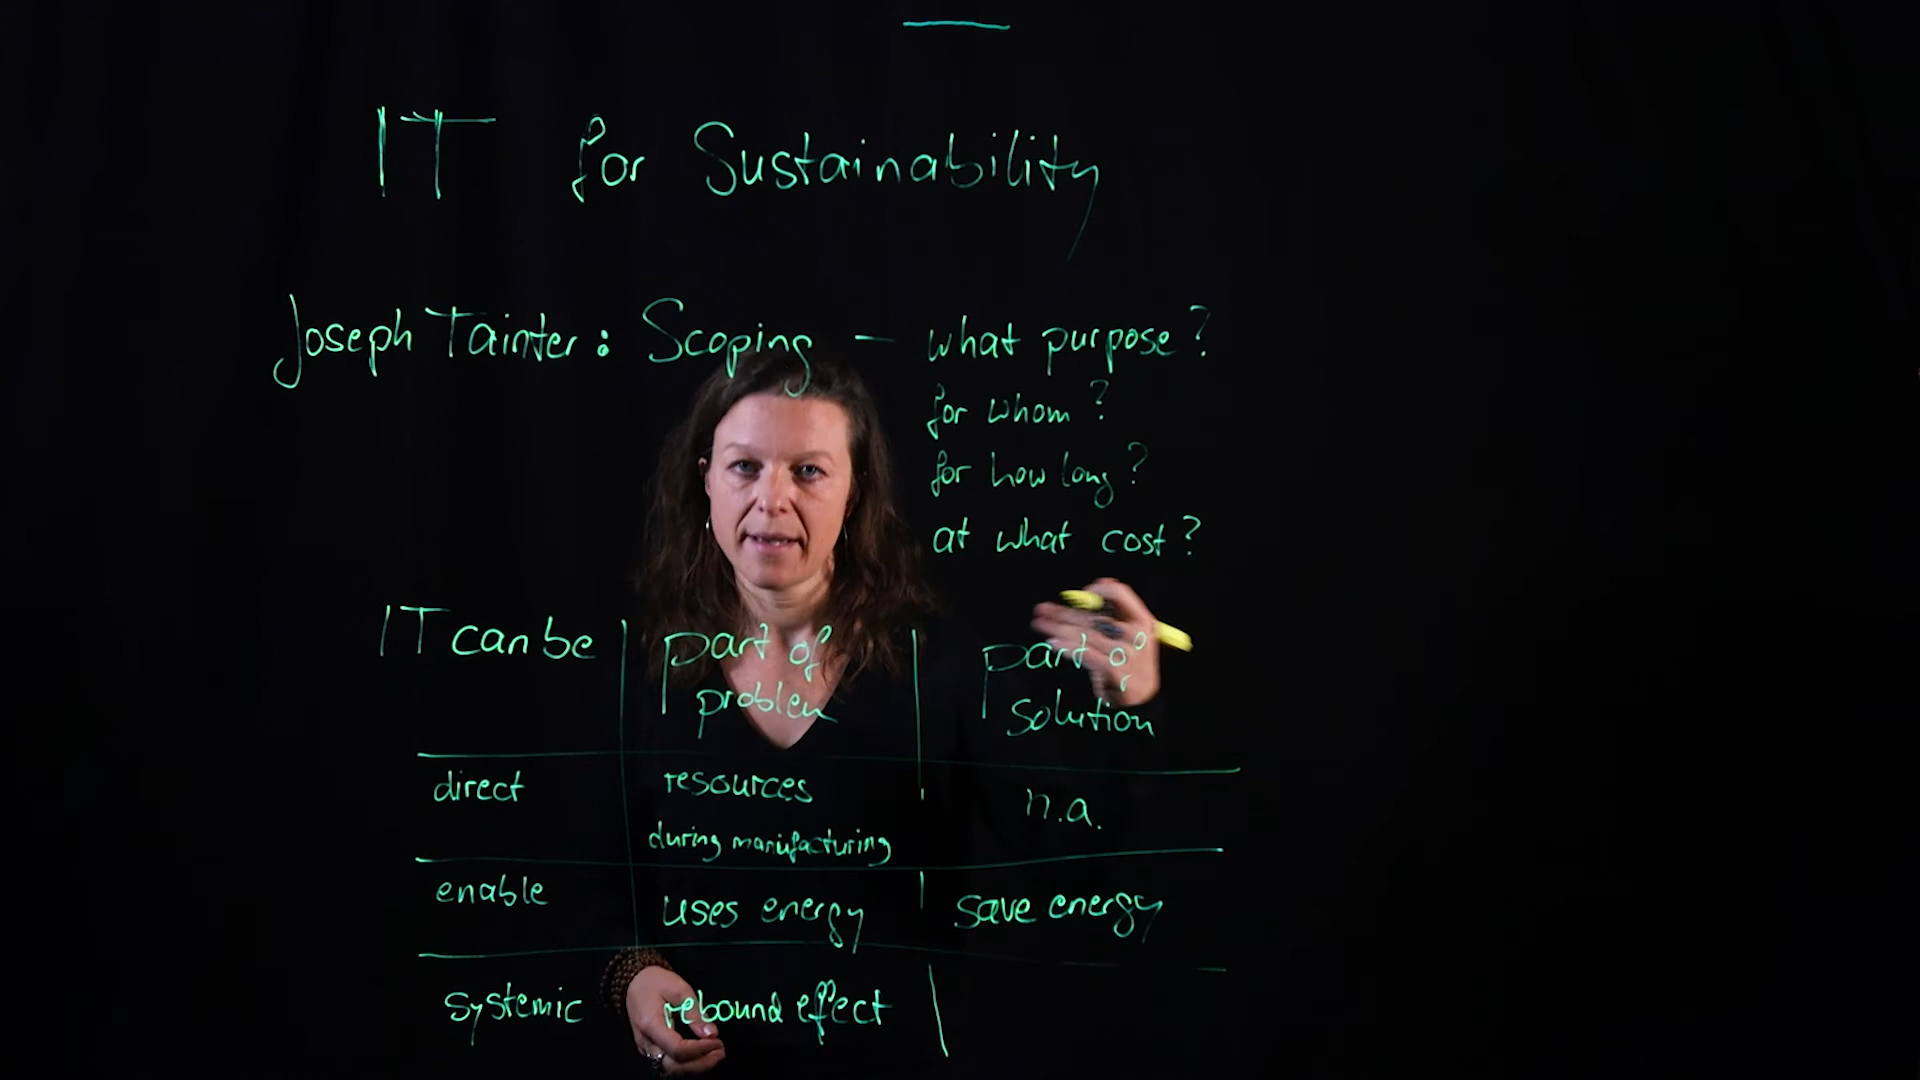 IT for Sustainability
Joseph Tainter: Scoping – what purpose?
for whom?
for how long?
at what cost?
IT can be
part of
problem
part of
solution
direct
resources
during manufacturing
n.a.
enable
uses energy
save energy
systemic
rebound effect